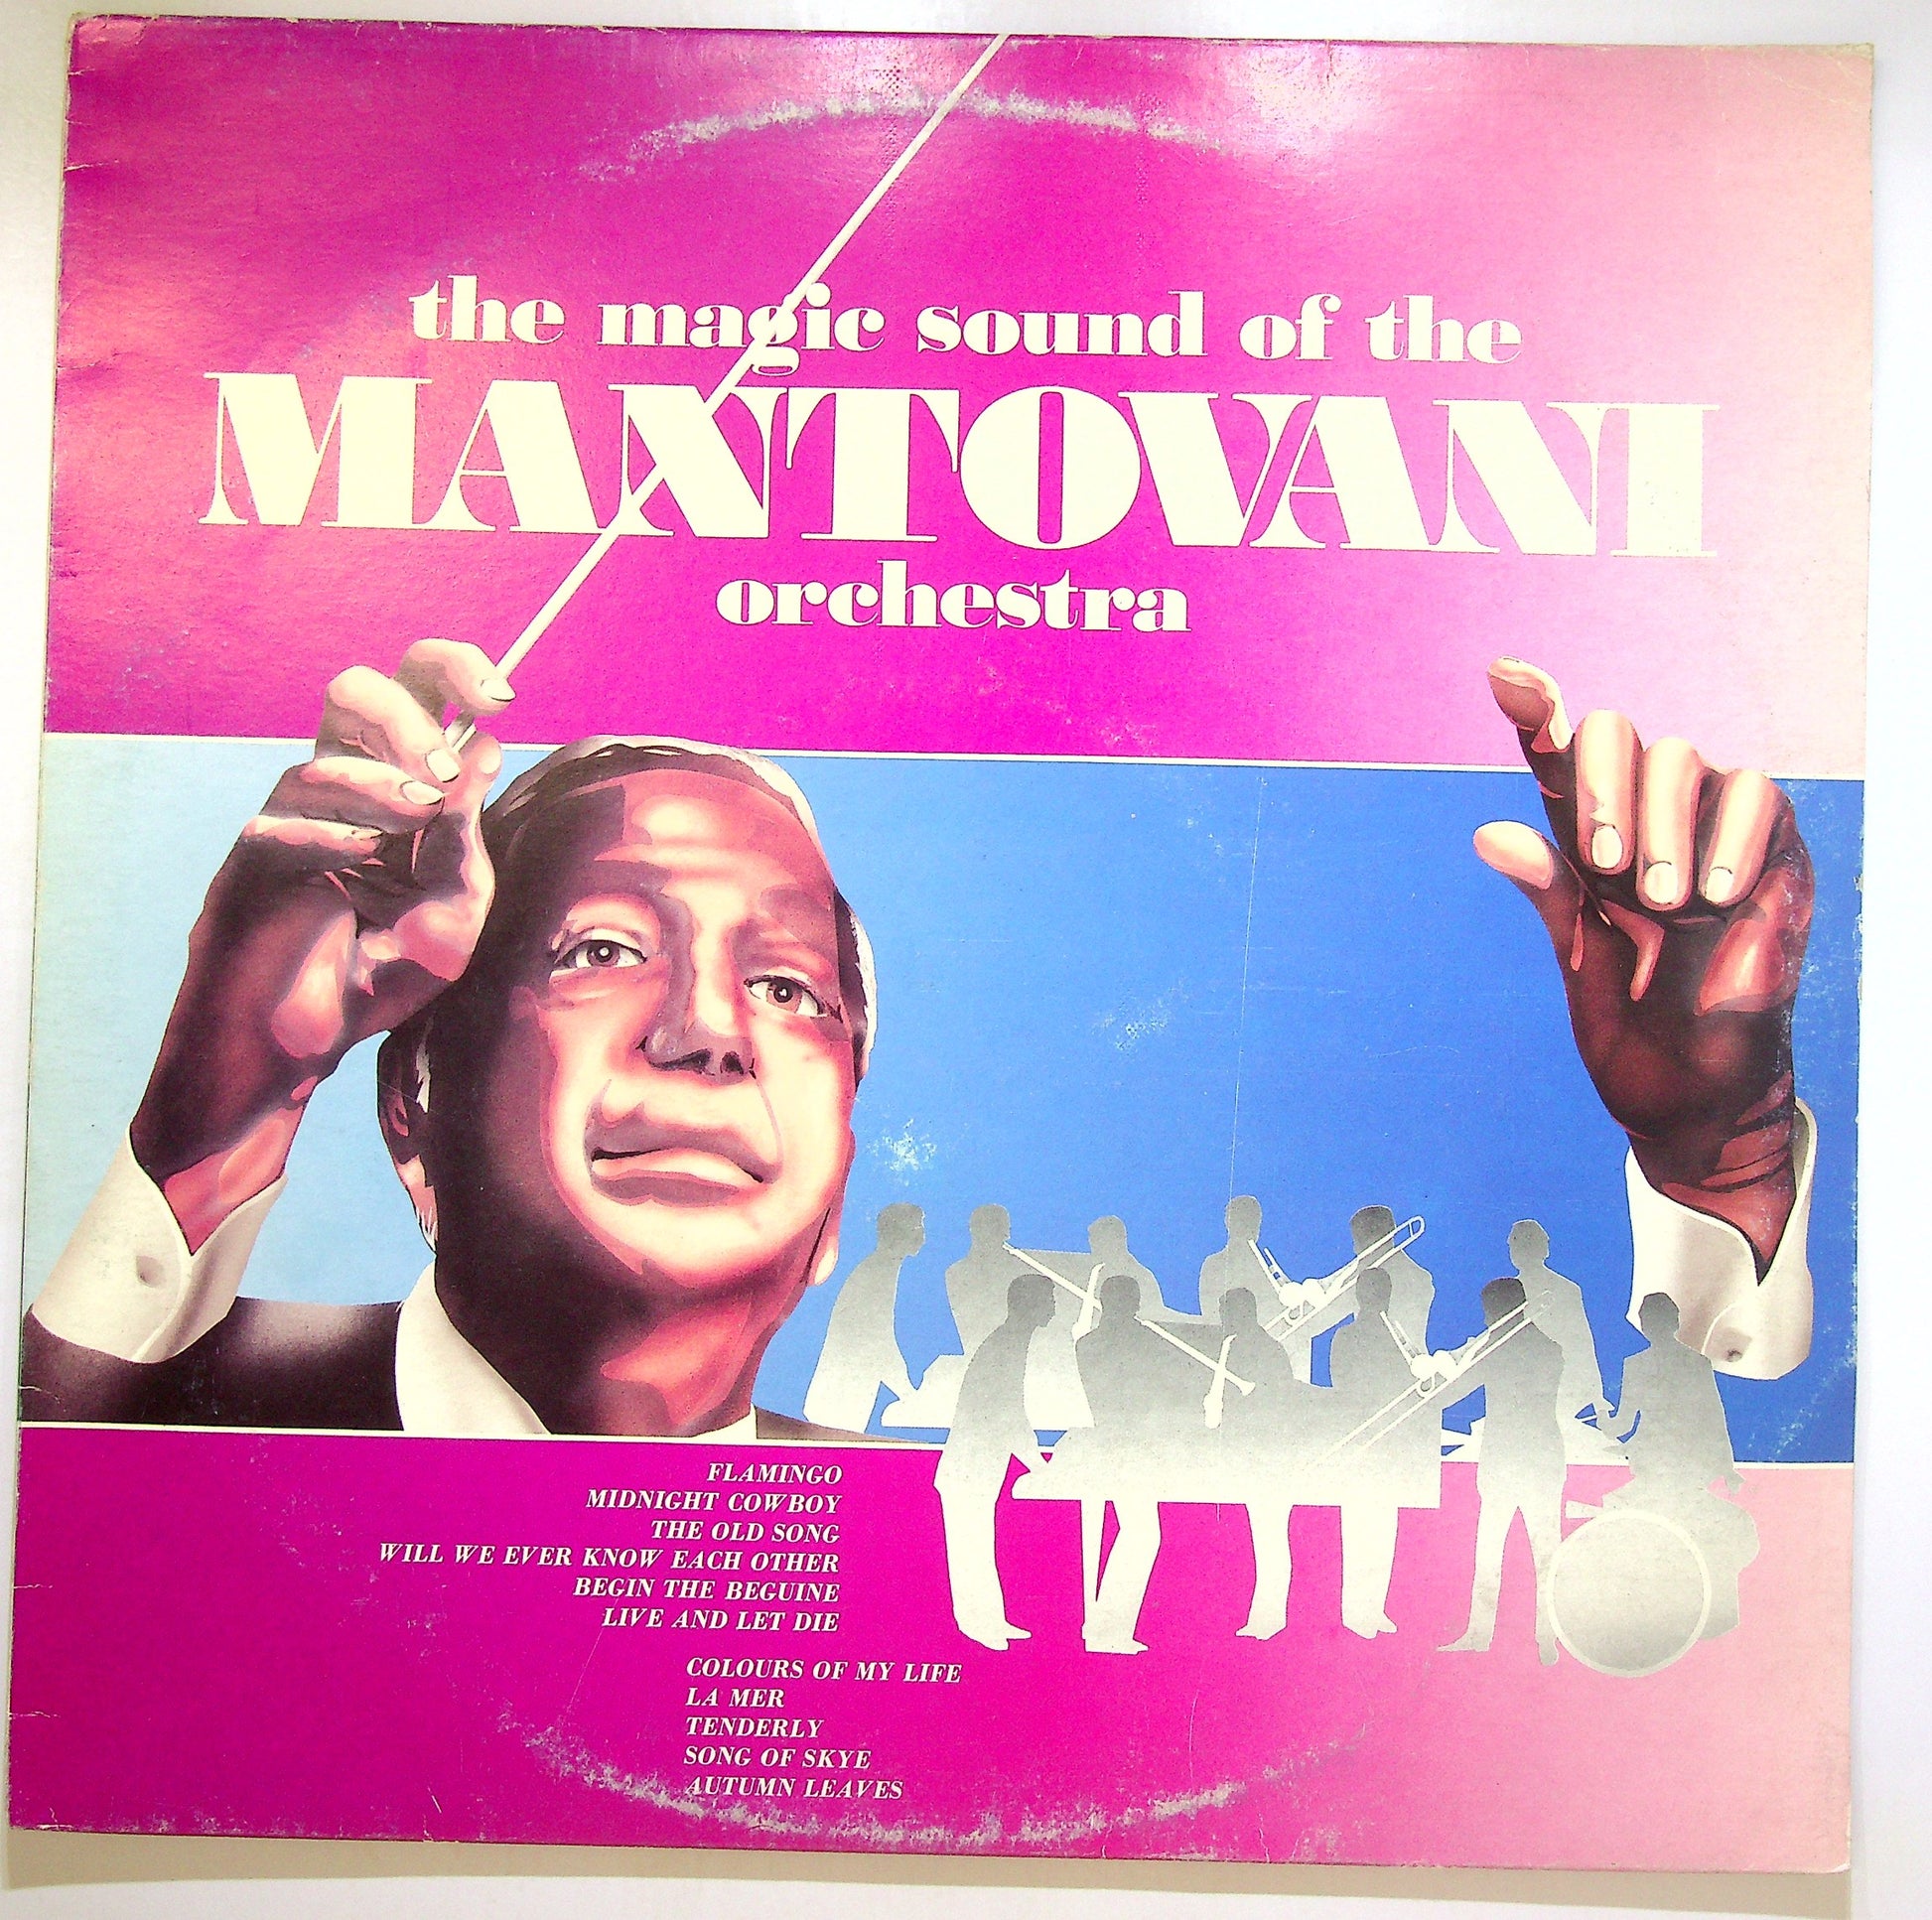 the magic sound of the
MANTOVANI
orchestra
FLAMINGO
MIDNIGHT COWBOY
THE OLD SONG
WILL WE EVER KNOW EACH OTHER
BEGIN THE BEGUINE
LIVE AND LET DIE
COLOURS OF MY LIFE
LA MER
TENDERLY
SONG OF SKYE
AUTUMN LEAVES